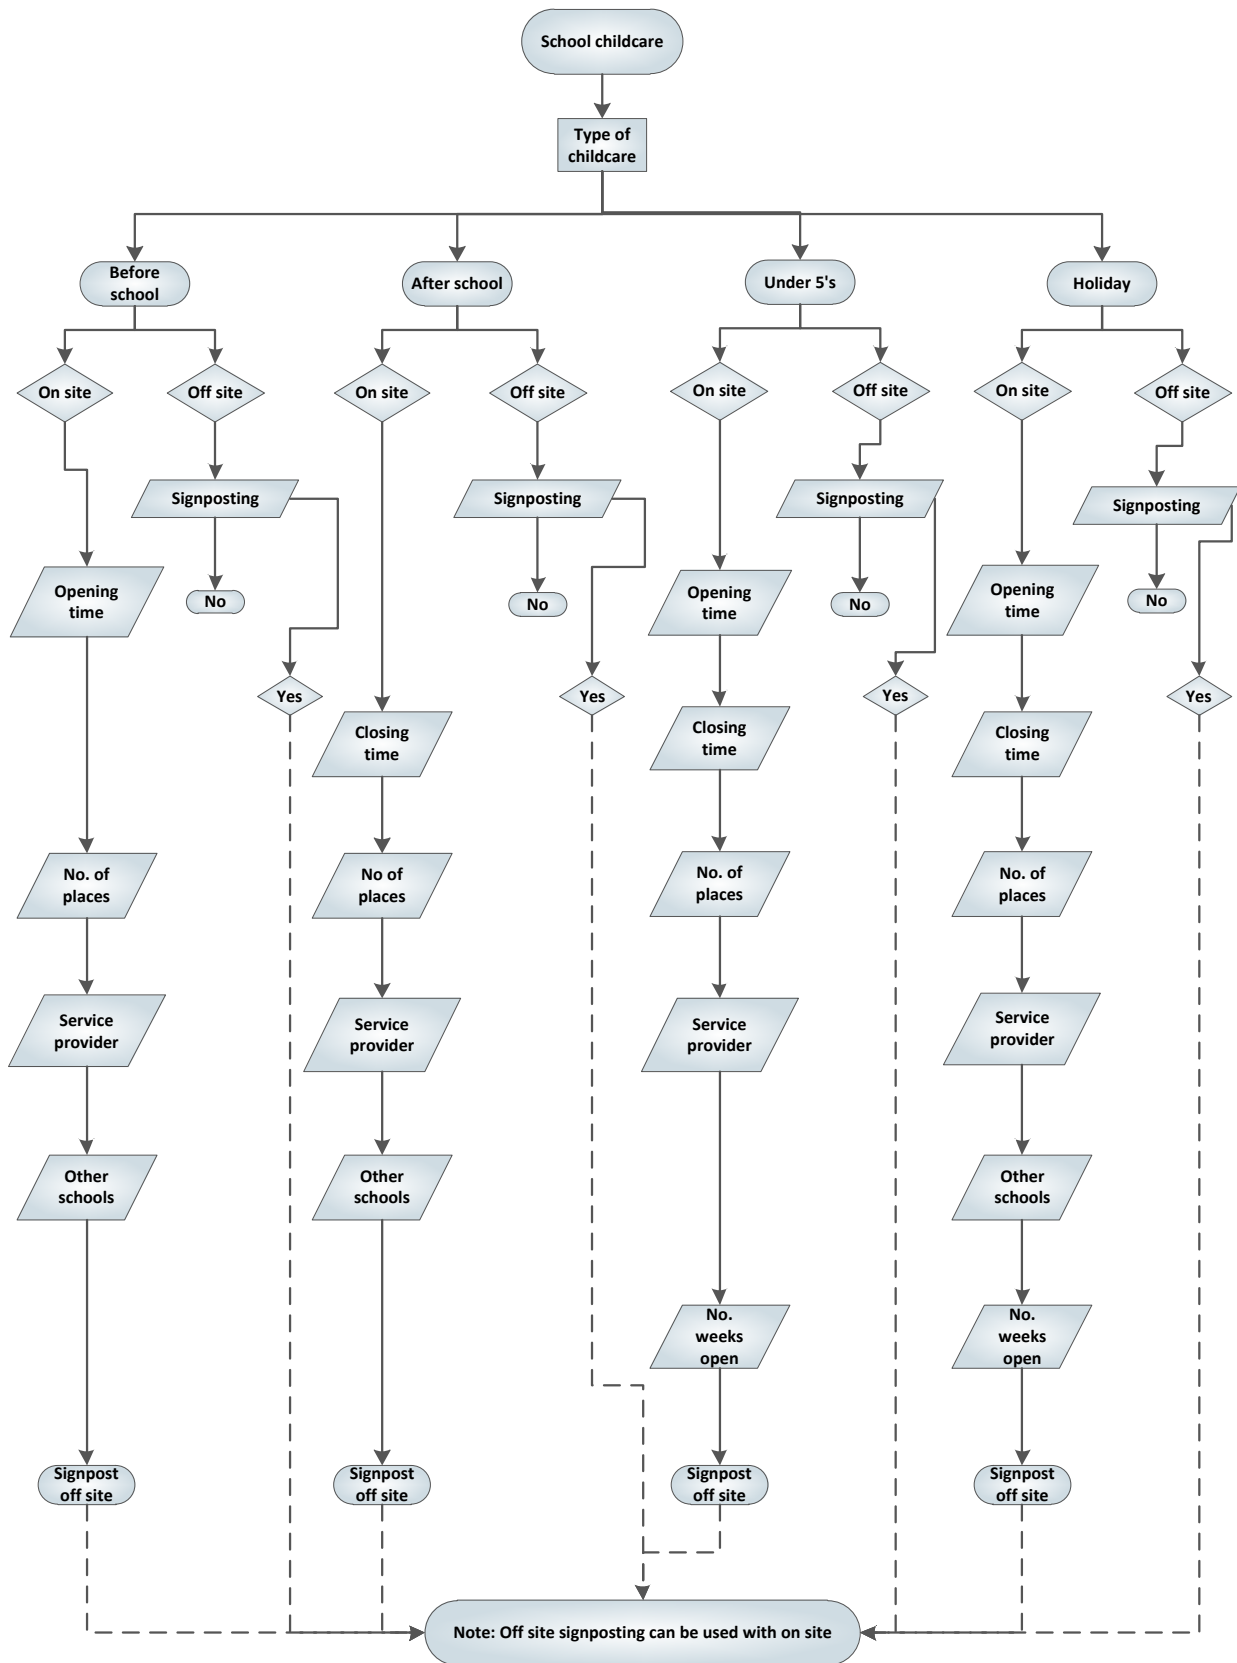 School childcare
Type of
childcare
Before
school
After school
Under 5's
Holiday
On site
Off site
On site
Off site
On site
Off site
On site
Off site
Signposting
Signposting
Signposting
Signposting
Opening
time
No
No
Opening
time
No
Opening
time
No
Yes
Yes
Yes
Yes
Closing
time
Closing
time
Closing
time
No. of
places
No of
places
No. of
places
No. of
places
Service
provider
Service
provider
Service
provider
Service
provider
Other
schools
Other
schools
Other
schools
No.
weeks
open
No.
weeks
open
Signpost
off site
Signpost
off site
Signpost
off site
Signpost
off site
Note: Off site signposting can be used with on site